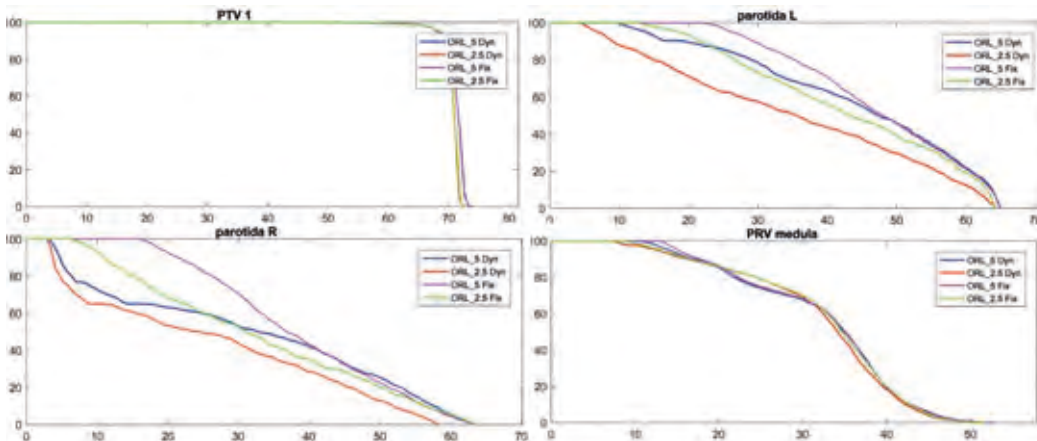 PTV 1
100
80
60
40
20
0
0 10 20 30 40 50 60 70 80
ORL_5 Dyn
ORL_2.5 Dyn
ORL_5 Fix
ORL_2.5 Fix
parotida L
100
80
60
40
20
0
0 10 20 30 40 50 60 70
ORL_5 Dyn
ORL_2.5 Dyn
ORL_5 Fix
ORL_2.5 Fix
parotida R
100
80
60
40
20
0
0 10 20 30 40 50 60 70
ORL_5 Dyn
ORL_2.5 Dyn
ORL_5 Fix
ORL_2.5 Fix
PRV medula
100
80
60
40
20
0
0 10 20 30 40 50
ORL_5 Dyn
ORL_2.5 Dyn
ORL_5 Fix
ORL_2.5 Fix